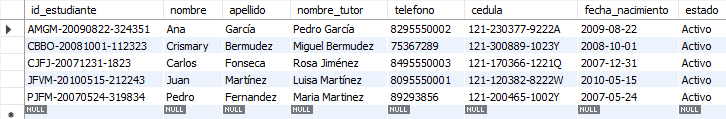 id_estudiante nombre apellido nombre_tutor telefono cedula fecha_nacimiento estado
AMGM-20090822-324351 Ana García Pedro García 8295550002 121-230377-9222A 2009-08-22 Activo
CBBO-20081001-112323 Crismary Bermudez Miguel Bermudez 75367289 121-300889-1023Y 2008-10-01 Activo
CJFJ-20071231-1823 Carlos Fonseca Rosa Jiménez 8495550003 121-170366-1221Q 2007-12-31 Activo
JFVM-20100515-212243 Juan Martínez Luisa Martínez 8095550001 121-120382-8222W 2010-05-15 Activo
PJFM-20070524-319834 Pedro Fernandez Maria Martinez 89293856 121-200465-1002Y 2007-05-24 Activo
NULL NULL NULL NULL NULL NULL NULL NULL